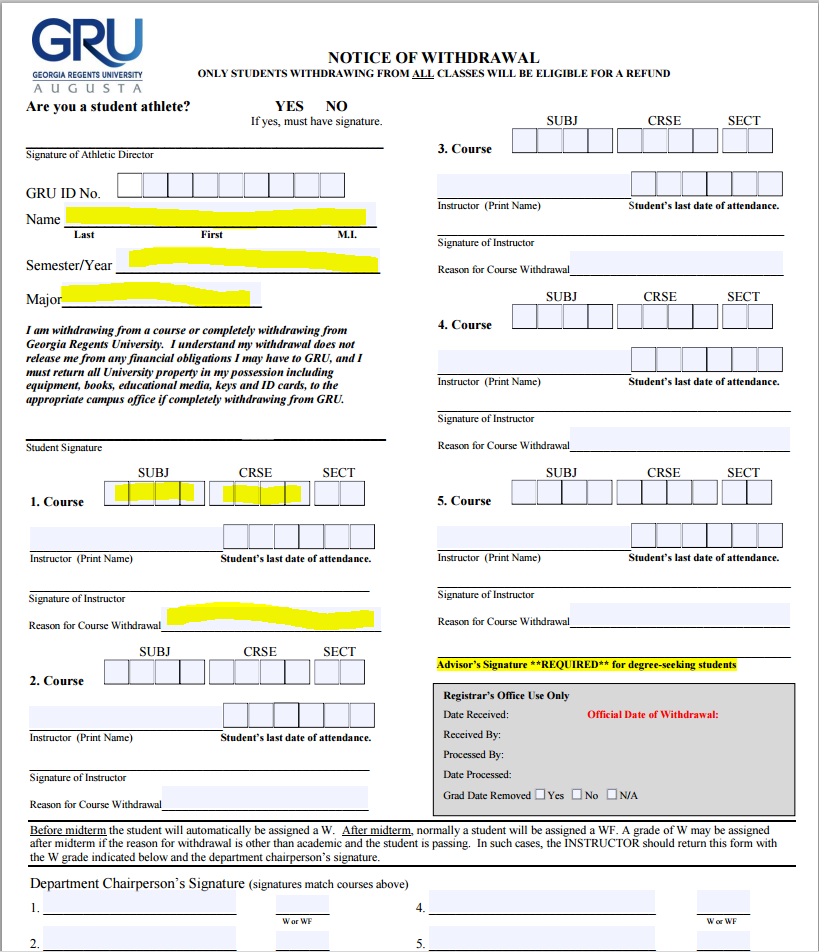 GRU
GEORGIA REGENTS UNIVERSITY
AUGUSTA
NOTICE OF WITHDRAWAL
ONLY STUDENTS WITHDRAWING FROM ALL CLASSES WILL BE ELIGIBLE FOR A REFUND
Are you a student athlete? YES NO
If yes, must have signature.
Signature of Athletic Director
GRU ID No.
Name
Last First M.I.
Semester/Year
Major
I am withdrawing from a course or completely withdrawing from
Georgia Regents University. I understand my withdrawal does not
release me from any financial obligations I may have to GRU, and I
must return all University property in my possession including
equipment, books, educational media, keys and ID cards, to the
appropriate campus office if completely withdrawing from GRU.
Student Signature
SUBJ CRSE SECT
1. Course
Instructor (Print Name) Student's last date of attendance.
Signature of Instructor
Reason for Course Withdrawal
SUBJ CRSE SECT
2. Course
Instructor (Print Name) Student's last date of attendance.
Signature of Instructor
Reason for Course Withdrawal
SUBJ CRSE SECT
3. Course
Instructor (Print Name) Student's last date of attendance.
Signature of Instructor
Reason for Course Withdrawal
SUBJ CRSE SECT
4. Course
Instructor (Print Name) Student's last date of attendance.
Signature of Instructor
Reason for Course Withdrawal
SUBJ CRSE SECT
5. Course
Instructor (Print Name) Student's last date of attendance.
Signature of Instructor
Reason for Course Withdrawal
Advisor's Signature **REQUIRED** for degree-seeking students
Registrar's Office Use Only
Date Received: Official Date of Withdrawal:
Received By:
Processed By:
Date Processed:
Grad Date Removed Yes No N/A
Before midterm the student will automatically be assigned a W. After midterm, normally a student will be assigned a WF. A grade of W may be assigned
after midterm if the reason for withdrawal is other than academic and the student is passing. In such cases, the INSTRUCTOR should return this form with
the W grade indicated below and the department chairperson's signature.
Department Chairperson's Signature (signatures match courses above)
1. 4.
W or WF W or WF
2. 5.